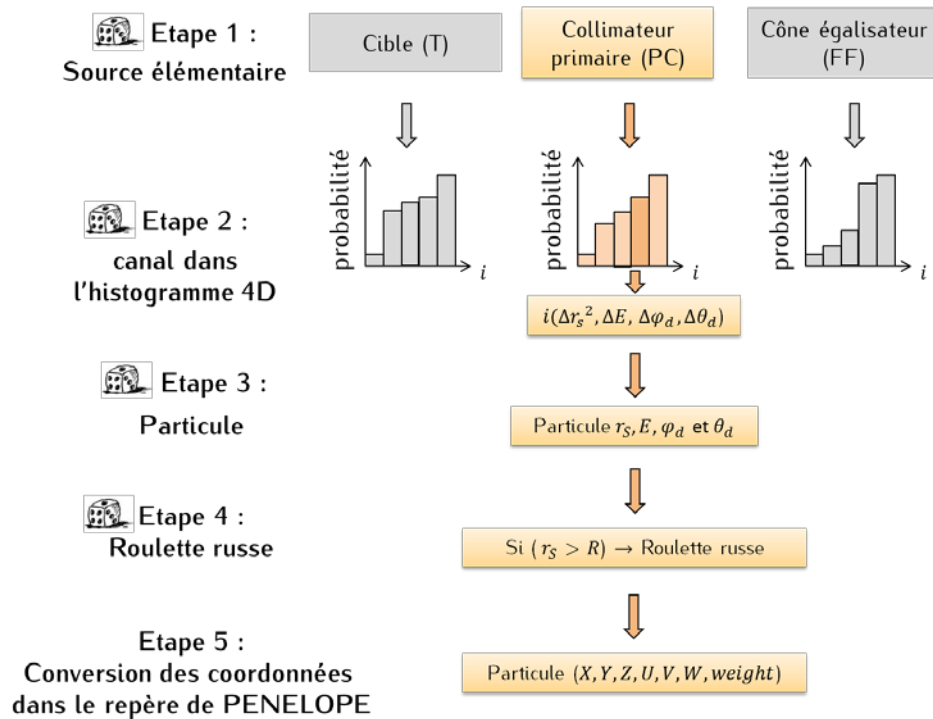 Etape 1 :
Source élémentaire
Cible (T)
Collimateur
primaire (PC)
Cône égalisateur
(FF)
probabilité
i
probabilité
i
probabilité
i
Etape 2 :
canal dans
l'histogramme 4D
i(Δr_s², ΔE, Δφ_d, Δθ_d)
Etape 3 :
Particule
Particule r_S, E, φ_d et θ_d
Etape 4 :
Roulette russe
Si (r_S > R) → Roulette russe
Etape 5 :
Conversion des coordonnées
dans le repère de PENELOPE
Particule (X, Y, Z, U, V, W, weight)